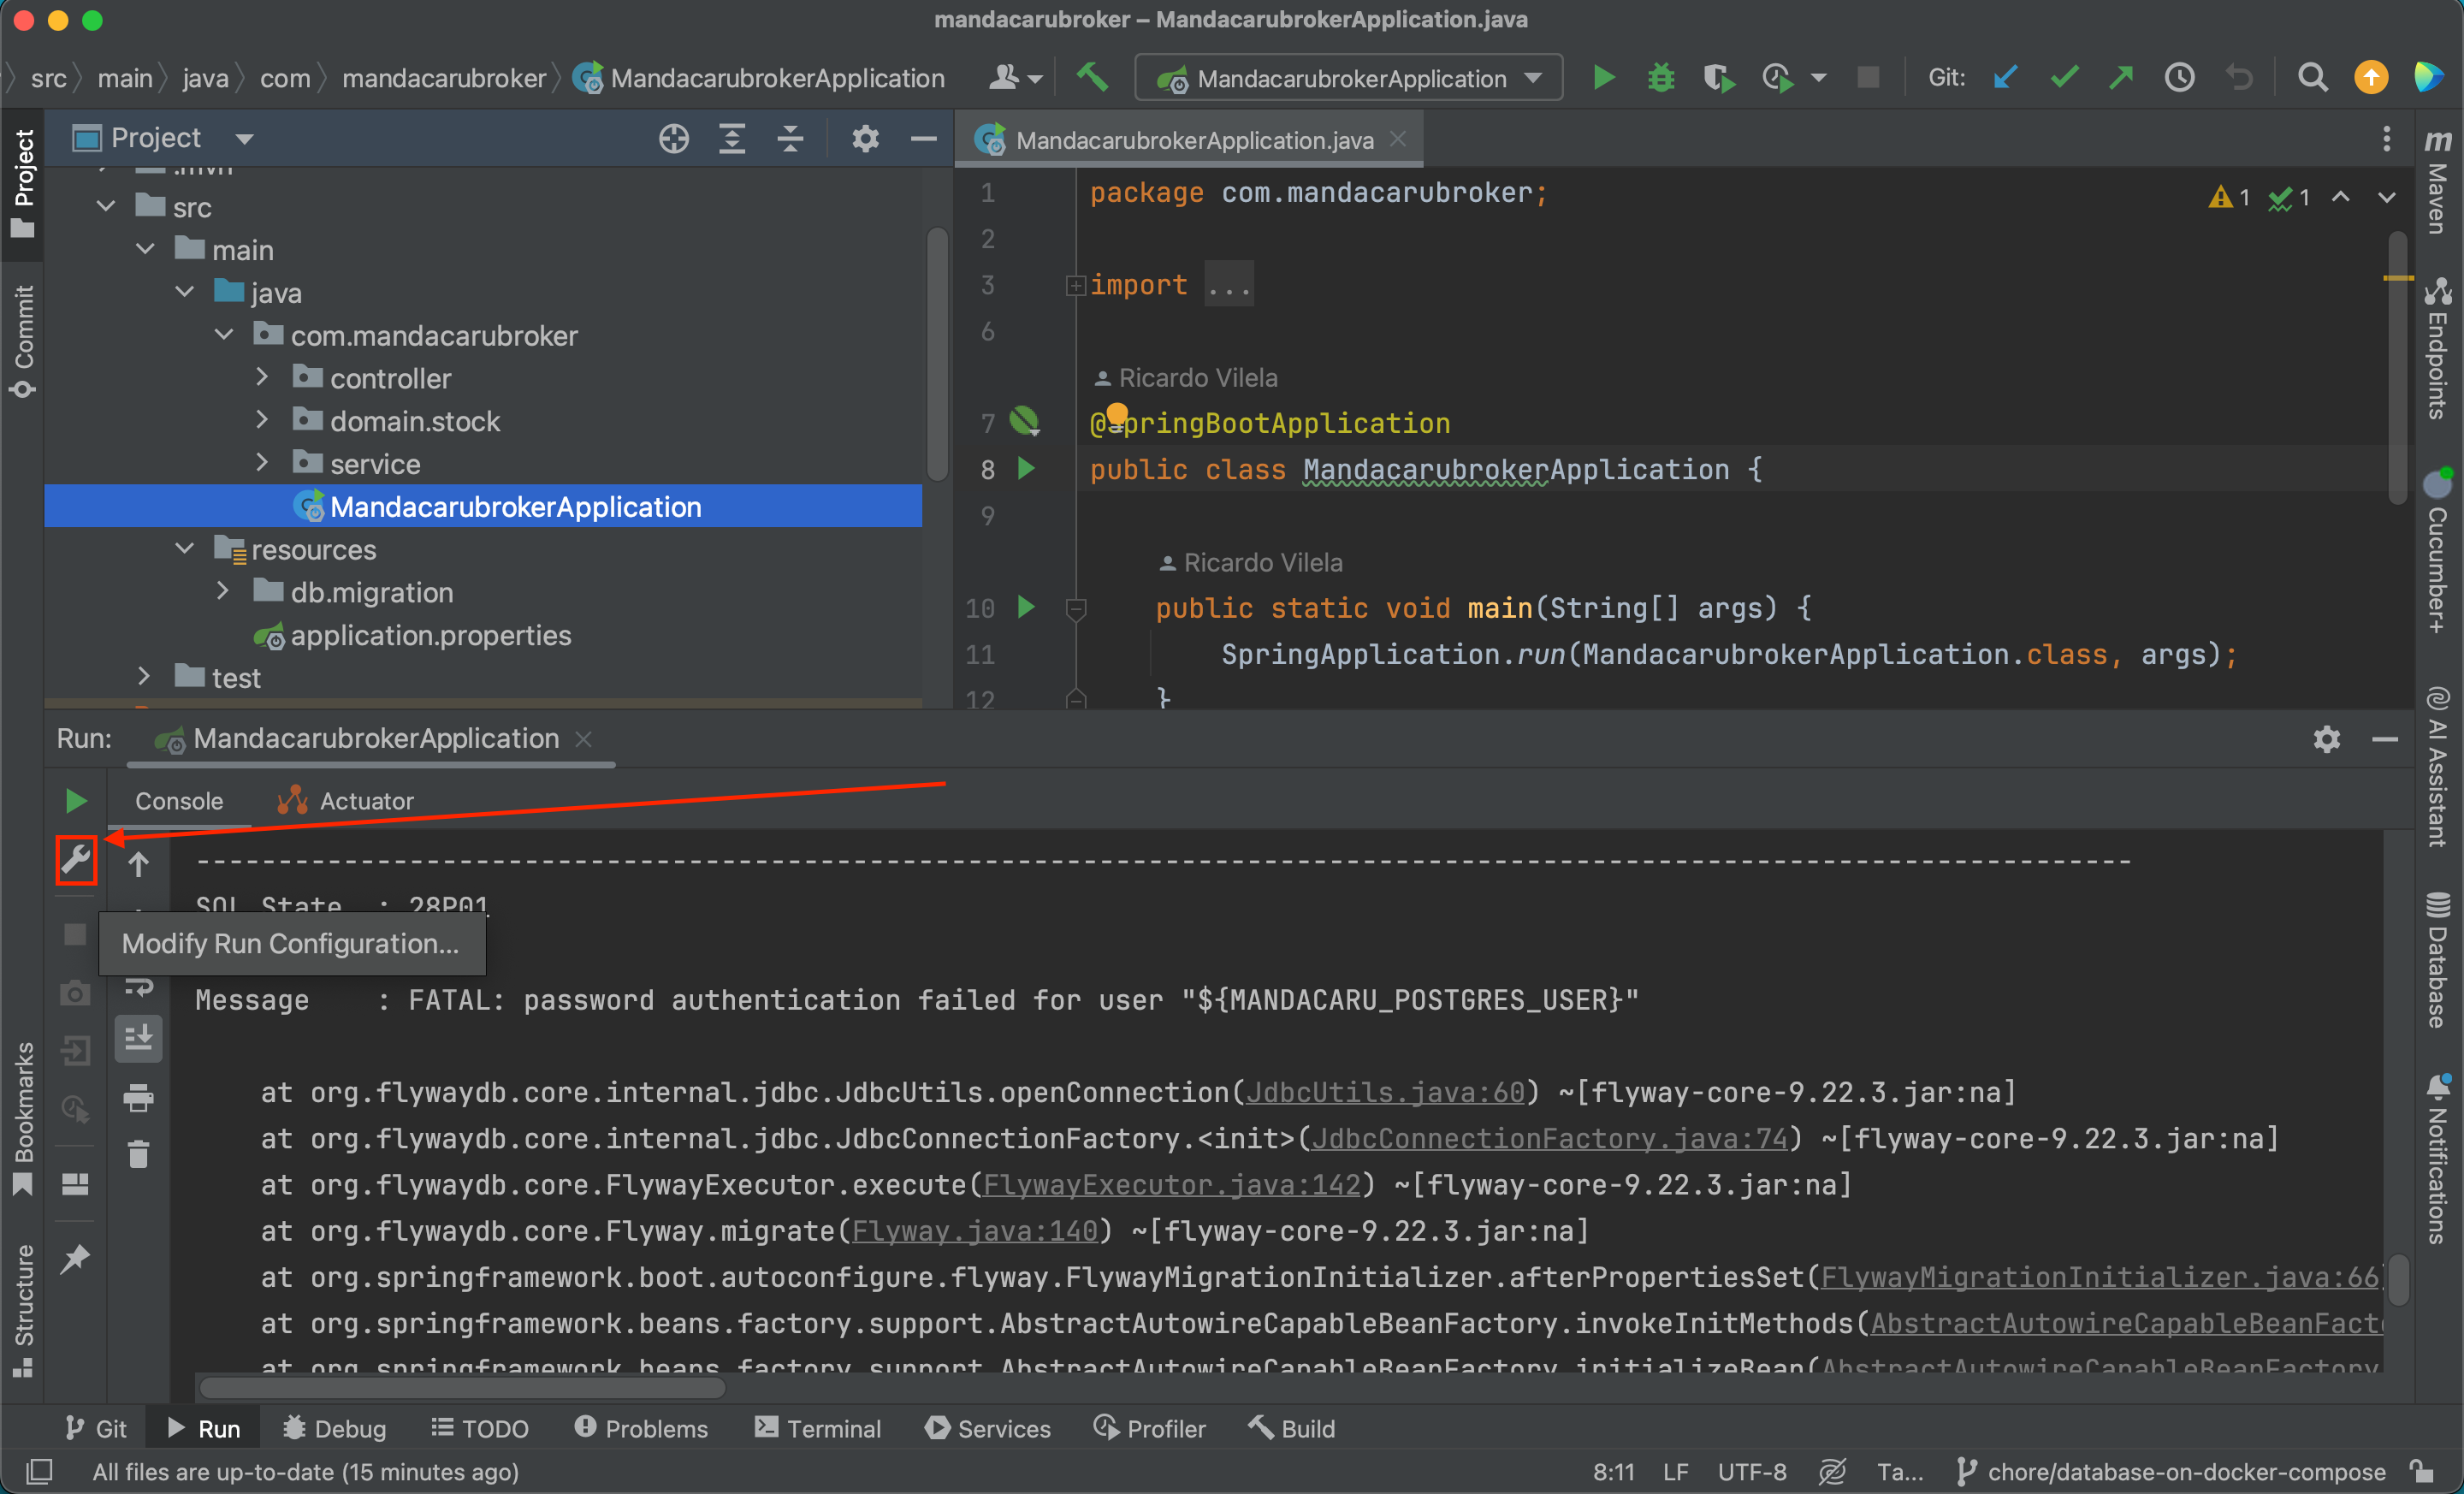 mandacarubroker – MandacarubrokerApplication.java
src main java com mandacarubroker MandacarubrokerApplication
MandacarubrokerApplication
Git:
Project
MandacarubrokerApplication.java
.mvn
src
main
java
com.mandacarubroker
controller
domain.stock
service
MandacarubrokerApplication
resources
db.migration
application.properties
test
1 package com.mandacarubroker;
1 1
2
3 import ...
6
Ricardo Vilela
7 @SpringBootApplication
8 public class MandacarubrokerApplication {
9
Ricardo Vilela
10 public static void main(String[] args) {
11 SpringApplication.run(MandacarubrokerApplication.class, args);
12 }
Project
Commit
Bookmarks
Structure
m Maven
Endpoints
Cucumber+
AI Assistant
Database
Notifications
Run: MandacarubrokerApplication
Console Actuator
--------------------------------------------------------------------------------------------------------------------
SQL State : 28P01
Modify Run Configuration...
Message : FATAL: password authentication failed for user "${MANDACARU_POSTGRES_USER}"
at org.flywaydb.core.internal.jdbc.JdbcUtils.openConnection(JdbcUtils.java:60) ~[flyway-core-9.22.3.jar:na]
at org.flywaydb.core.internal.jdbc.JdbcConnectionFactory.<init>(JdbcConnectionFactory.java:74) ~[flyway-core-9.22.3.jar:na]
at org.flywaydb.core.FlywayExecutor.execute(FlywayExecutor.java:142) ~[flyway-core-9.22.3.jar:na]
at org.flywaydb.core.Flyway.migrate(Flyway.java:140) ~[flyway-core-9.22.3.jar:na]
at org.springframework.boot.autoconfigure.flyway.FlywayMigrationInitializer.afterPropertiesSet(FlywayMigrationInitializer.java:66
at org.springframework.beans.factory.support.AbstractAutowireCapableBeanFactory.invokeInitMethods(AbstractAutowireCapableBeanFact
at org.springframework.beans.factory.support.AbstractAutowireCapableBeanFactory.initializeBean(AbstractAutowireCapableBeanFactory
Git Run Debug TODO Problems Terminal Services Profiler Build
All files are up-to-date (15 minutes ago)
8:11 LF UTF-8 Ta... chore/database-on-docker-compose